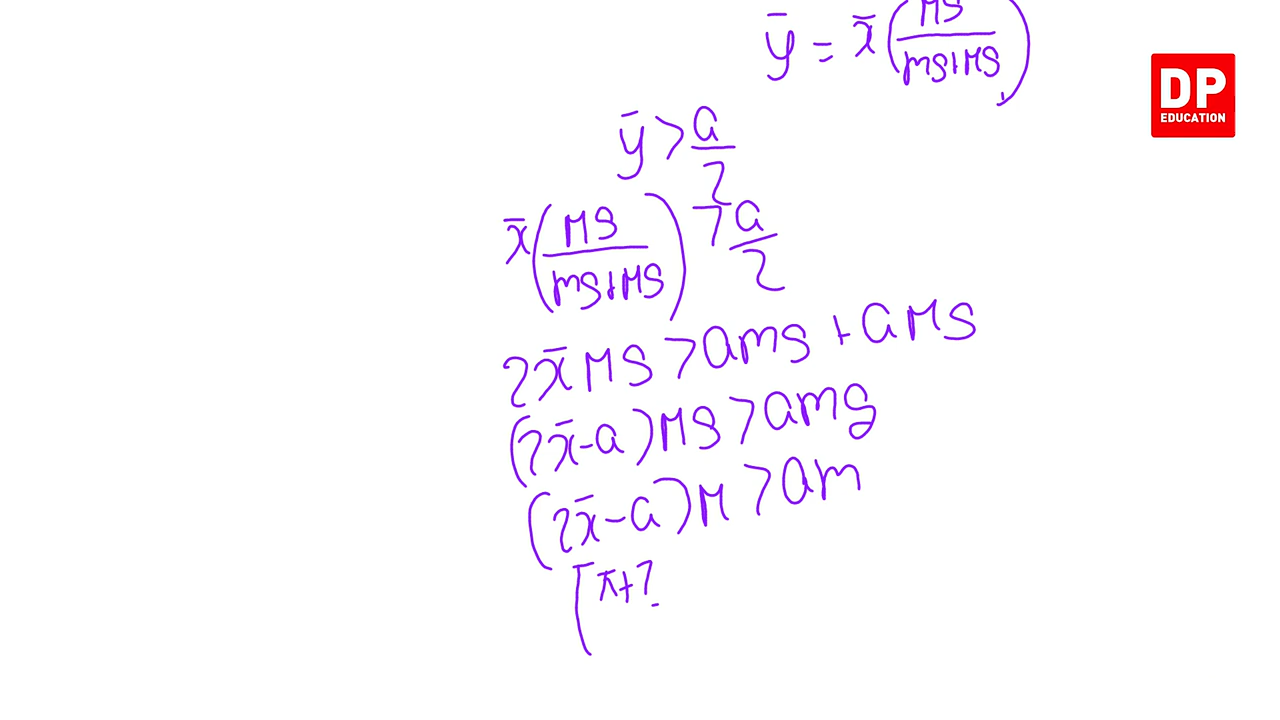 ȳ = x̄(MS/mS+MS)
DP
EDUCATION
ȳ > a/2
x̄(MS/mS+MS) > a/2
2x̄MS > amS + aMS
(2x̄-a)MS > amS
(2x̄-a)M > am